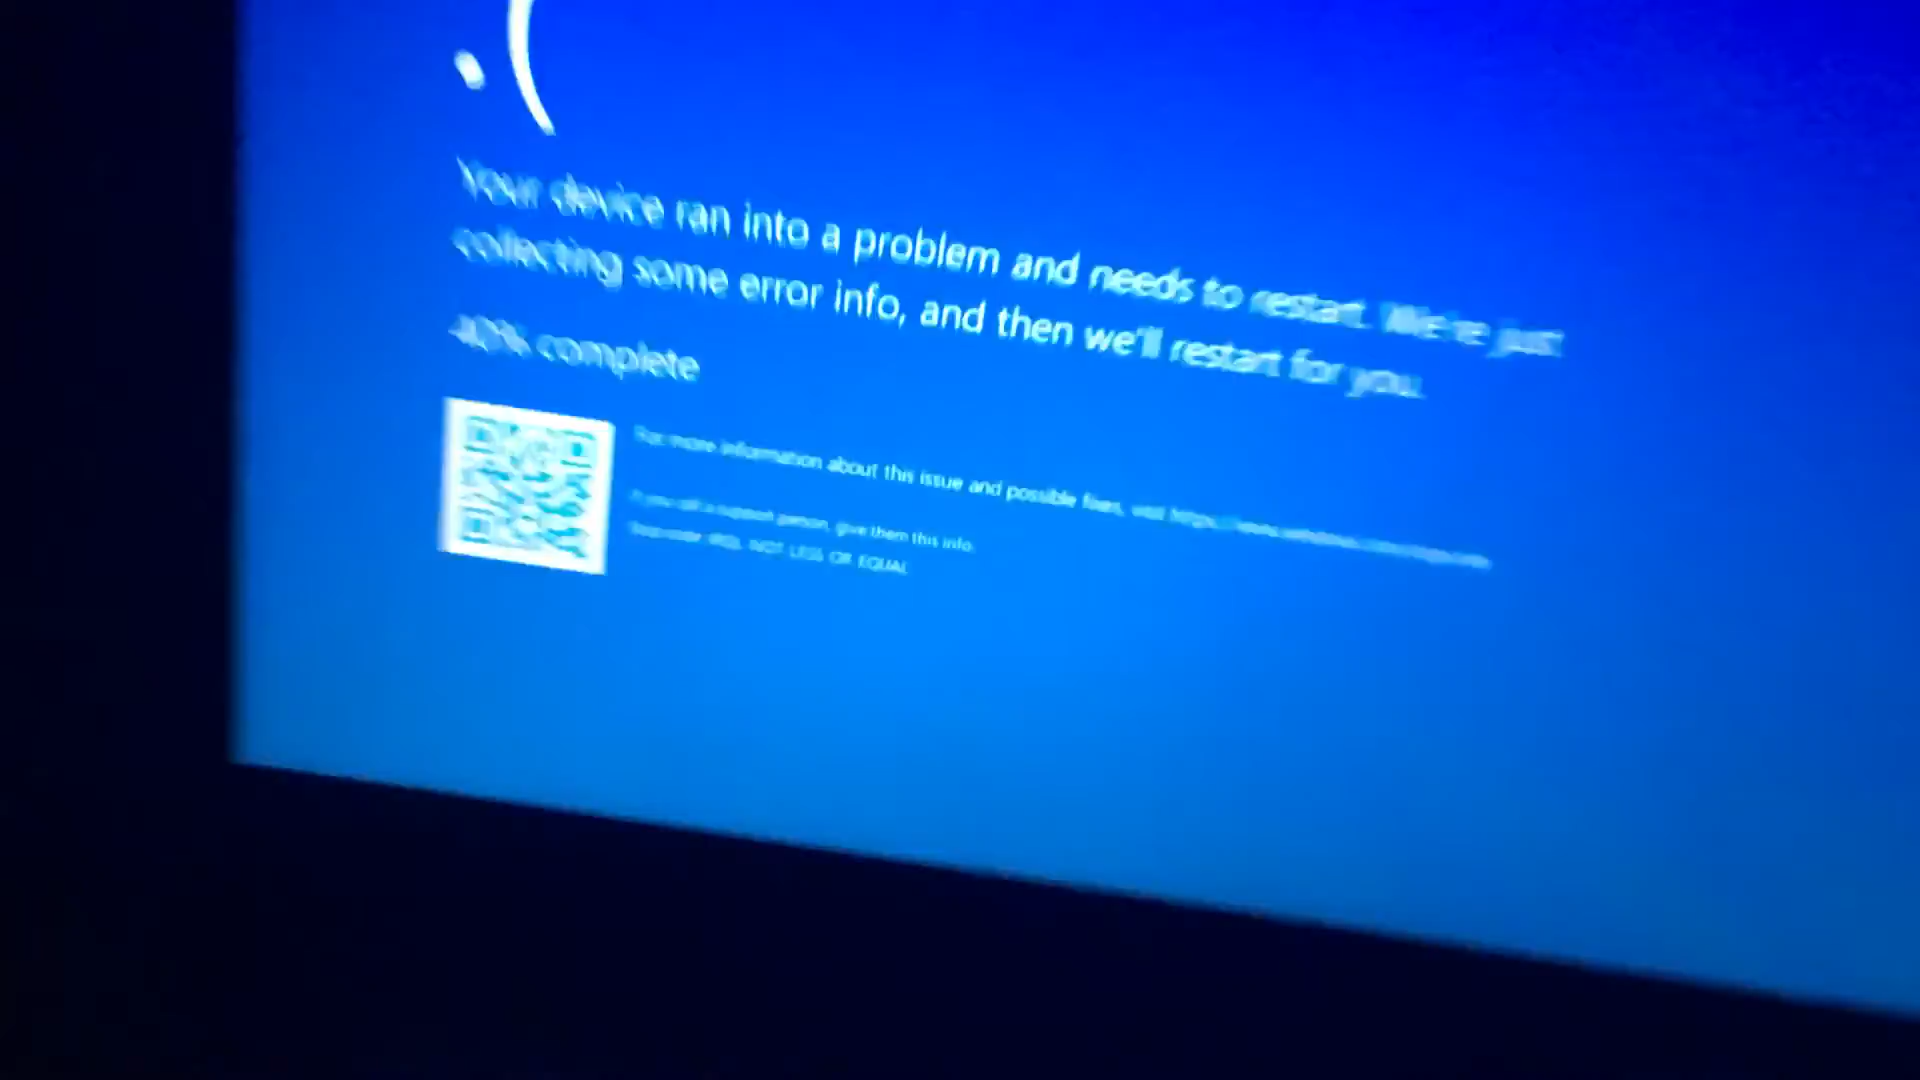 :(
Your device ran into a problem and needs to restart. We're just
collecting some error info, and then we'll restart for you.
40% complete
For more information about this issue and possible fixes, visit
If you call a support person, give them this info:
Stop code: IRQL NOT LESS OR EQUAL